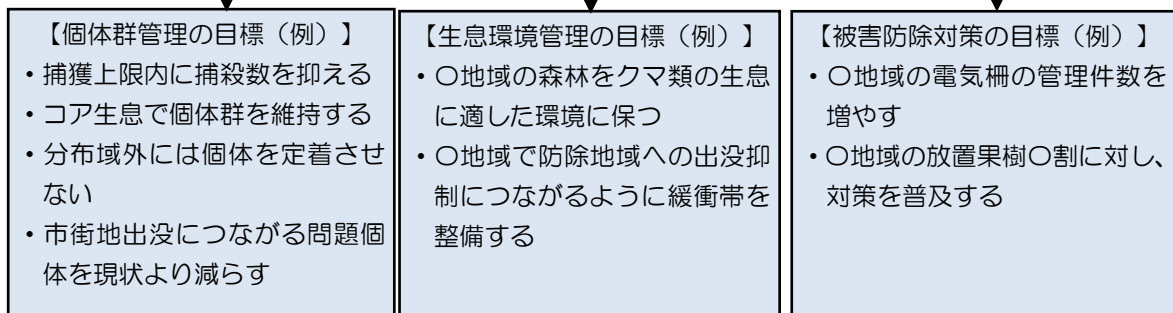 【個体群管理の目標（例）】
・捕獲上限内に捕殺数を抑える
・コア生息で個体群を維持する
・分布域外には個体を定着させ
ない
・市街地出没につながる問題個
体を現状より減らす
【生息環境管理の目標（例）】
・〇地域の森林をクマ類の生息
に適した環境に保つ
・〇地域で防除地域への出没抑
制につながるように緩衝帯を
整備する
【被害防除対策の目標（例）】
・〇地域の電気柵の管理件数を
増やす
・〇地域の放置果樹〇割に対し、
対策を普及する